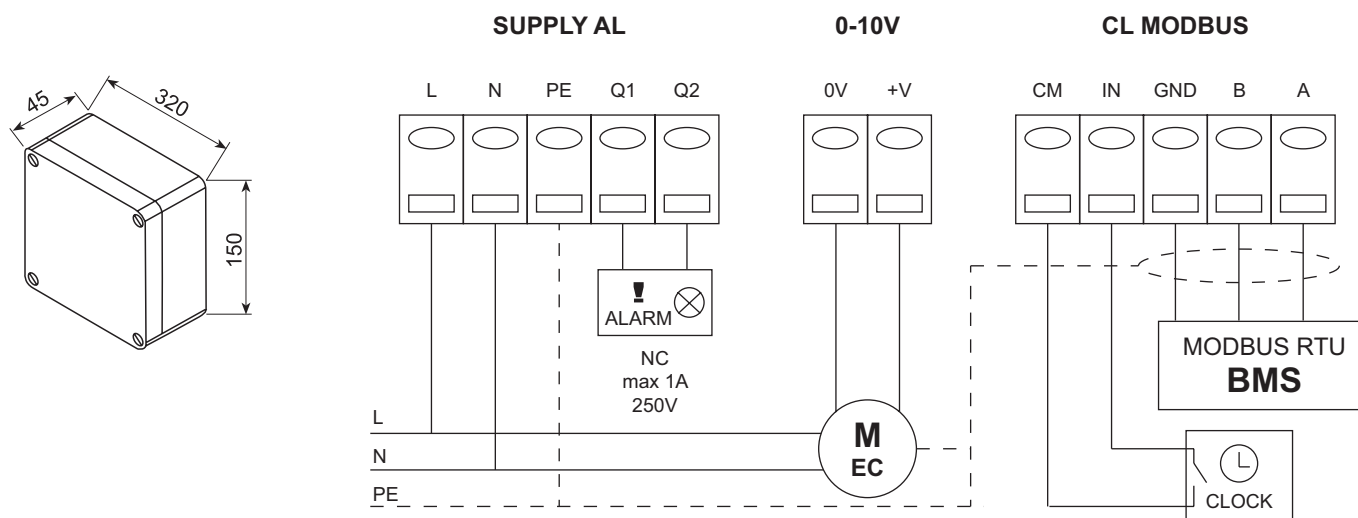 SUPPLY AL
0-10V
CL MODBUS
L N PE Q1 Q2
0V +V
CM IN GND B A
45
320
150
ALARM
NC
max 1A
250V
MODBUS RTU
BMS
L
N
PE
M
EC
CLOCK